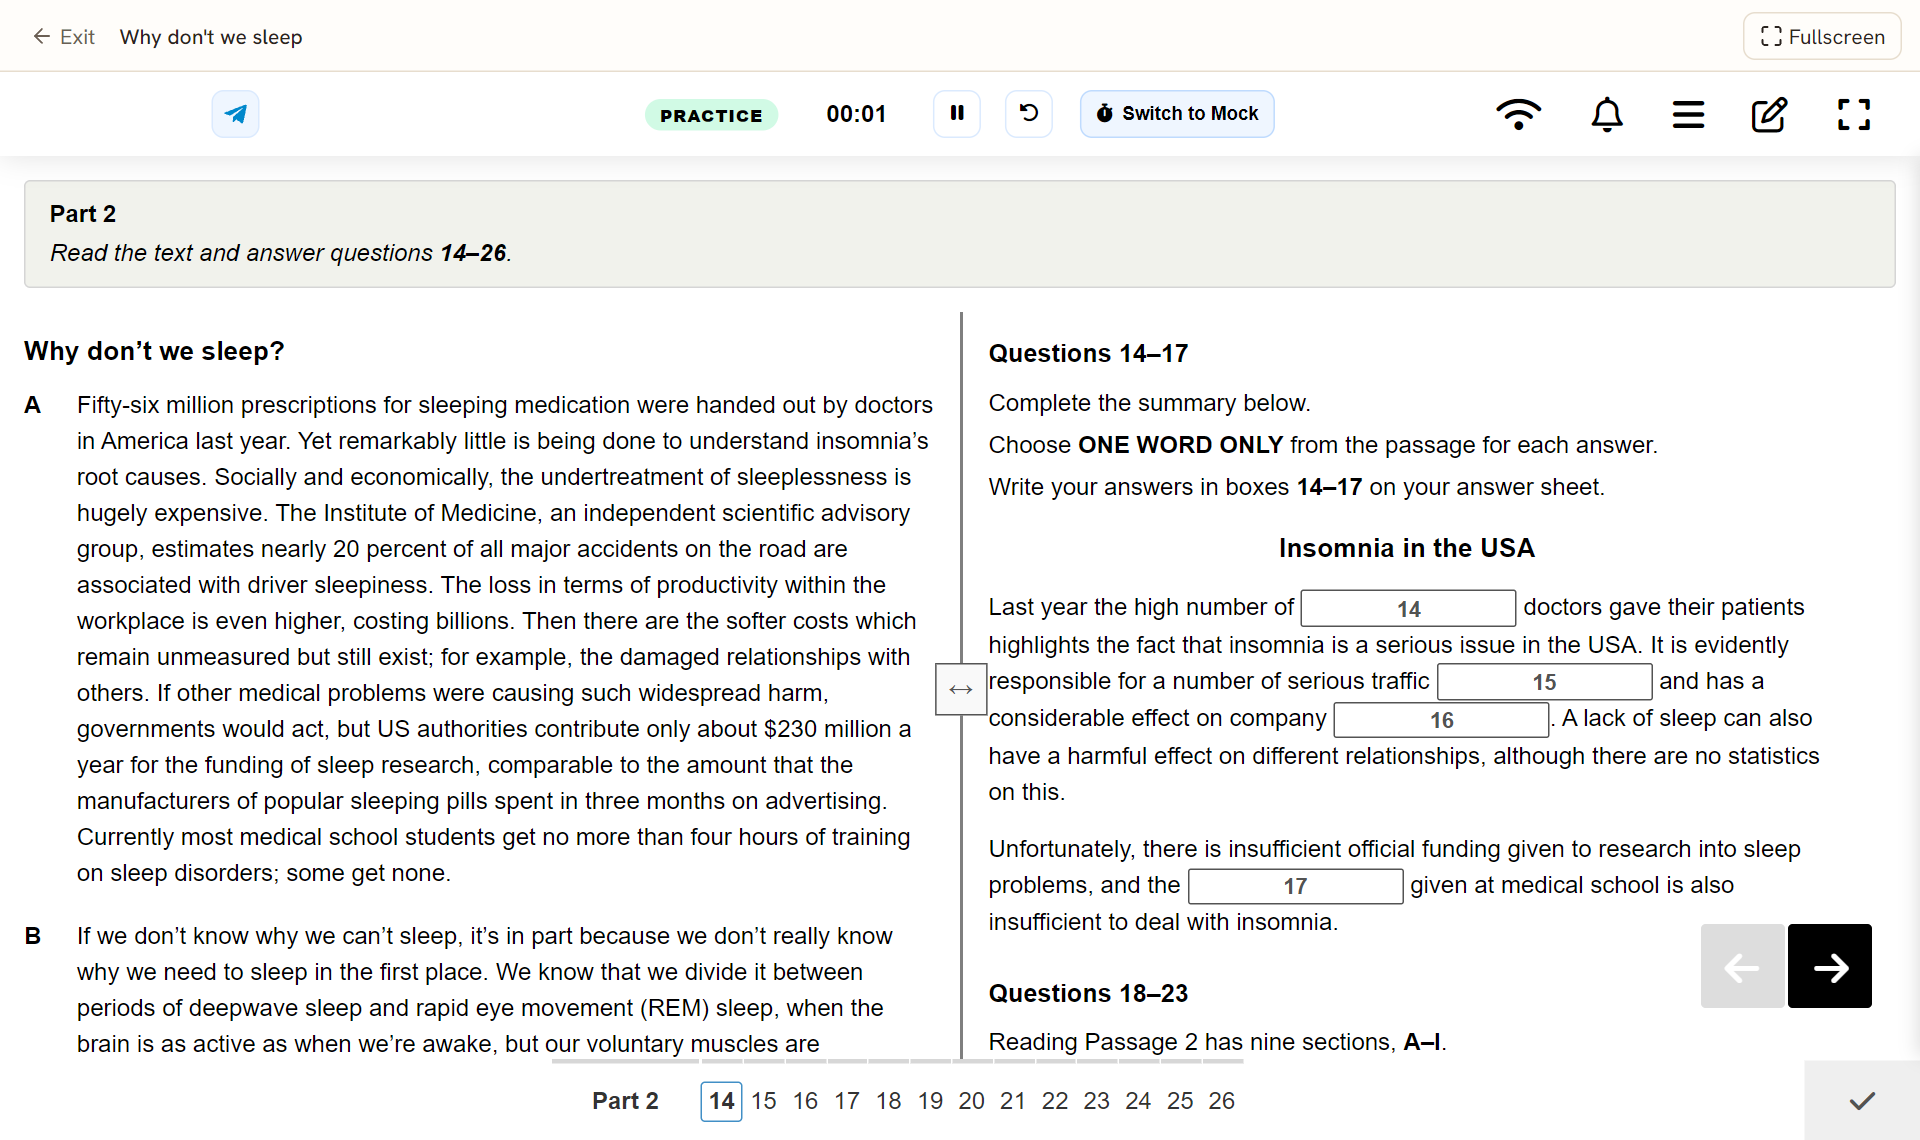 Exit Why don't we sleep
Fullscreen
PRACTICE 00:01 Switch to Mock
Part 2
Read the text and answer questions 14–26.
Why don’t we sleep?
A Fifty-six million prescriptions for sleeping medication were handed out by doctors
in America last year. Yet remarkably little is being done to understand insomnia’s
root causes. Socially and economically, the undertreatment of sleeplessness is
hugely expensive. The Institute of Medicine, an independent scientific advisory
group, estimates nearly 20 percent of all major accidents on the road are
associated with driver sleepiness. The loss in terms of productivity within the
workplace is even higher, costing billions. Then there are the softer costs which
remain unmeasured but still exist; for example, the damaged relationships with
others. If other medical problems were causing such widespread harm,
governments would act, but US authorities contribute only about $230 million a
year for the funding of sleep research, comparable to the amount that the
manufacturers of popular sleeping pills spent in three months on advertising.
Currently most medical school students get no more than four hours of training
on sleep disorders; some get none.
B If we don’t know why we can’t sleep, it’s in part because we don’t really know
why we need to sleep in the first place. We know that we divide it between
periods of deepwave sleep and rapid eye movement (REM) sleep, when the
brain is as active as when we’re awake, but our voluntary muscles are
Questions 14–17
Complete the summary below.
Choose ONE WORD ONLY from the passage for each answer.
Write your answers in boxes 14–17 on your answer sheet.
Insomnia in the USA
Last year the high number of 14 doctors gave their patients
highlights the fact that insomnia is a serious issue in the USA. It is evidently
responsible for a number of serious traffic 15 and has a
considerable effect on company 16 . A lack of sleep can also
have a harmful effect on different relationships, although there are no statistics
on this.
Unfortunately, there is insufficient official funding given to research into sleep
problems, and the 17 given at medical school is also
insufficient to deal with insomnia.
Questions 18–23
Reading Passage 2 has nine sections, A–I.
Part 2 14 15 16 17 18 19 20 21 22 23 24 25 26